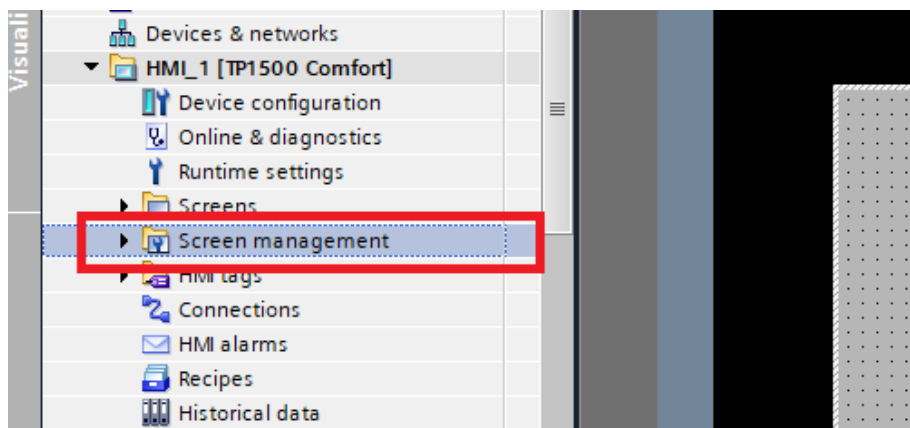 Visuali
Devices & networks
HMI_1 [TP1500 Comfort]
Device configuration
Online & diagnostics
Runtime settings
Screens
Screen management
HMI tags
Connections
HMI alarms
Recipes
Historical data